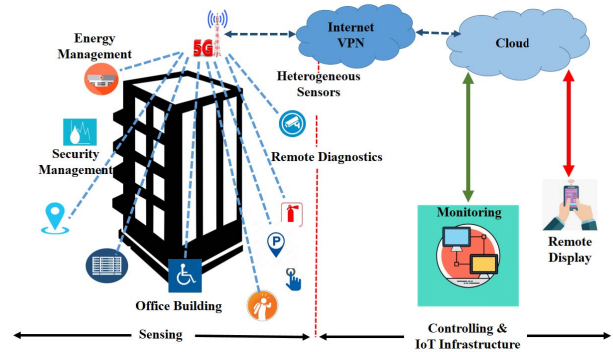 Energy
Management
5G
Internet
VPN
Cloud
Heterogeneous
Sensors
Security
Management
Remote Diagnostics
P
Monitoring
Remote
Display
Office Building
Sensing
Controlling &
IoT Infrastructure